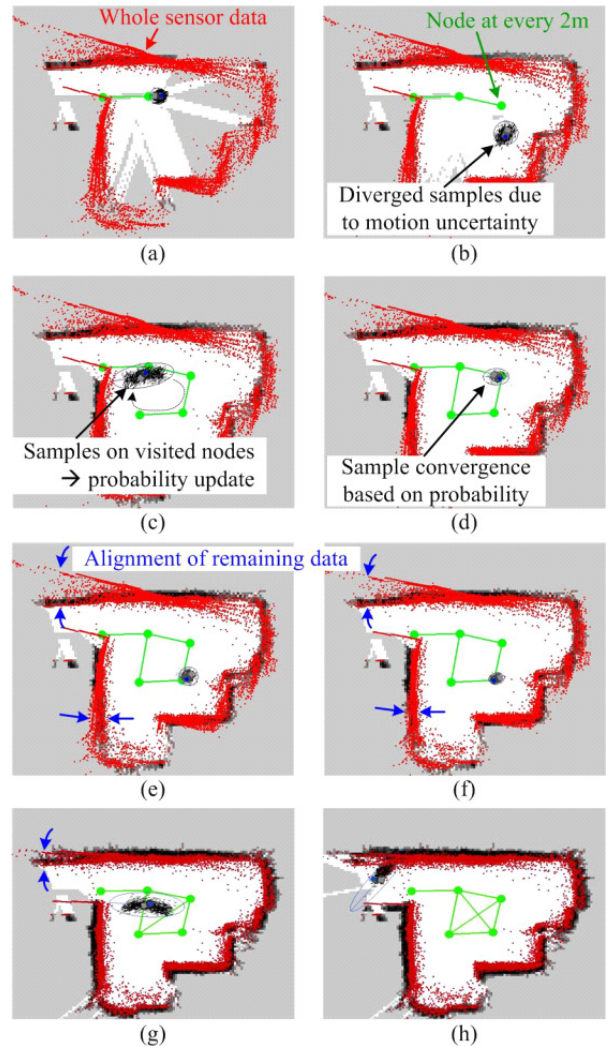 Whole sensor data
Node at every 2m
Diverged samples due
to motion uncertainty
(a)
(b)
Samples on visited nodes
→ probability update
Sample convergence
based on probability
(c)
(d)
Alignment of remaining data
(e)
(f)
(g)
(h)